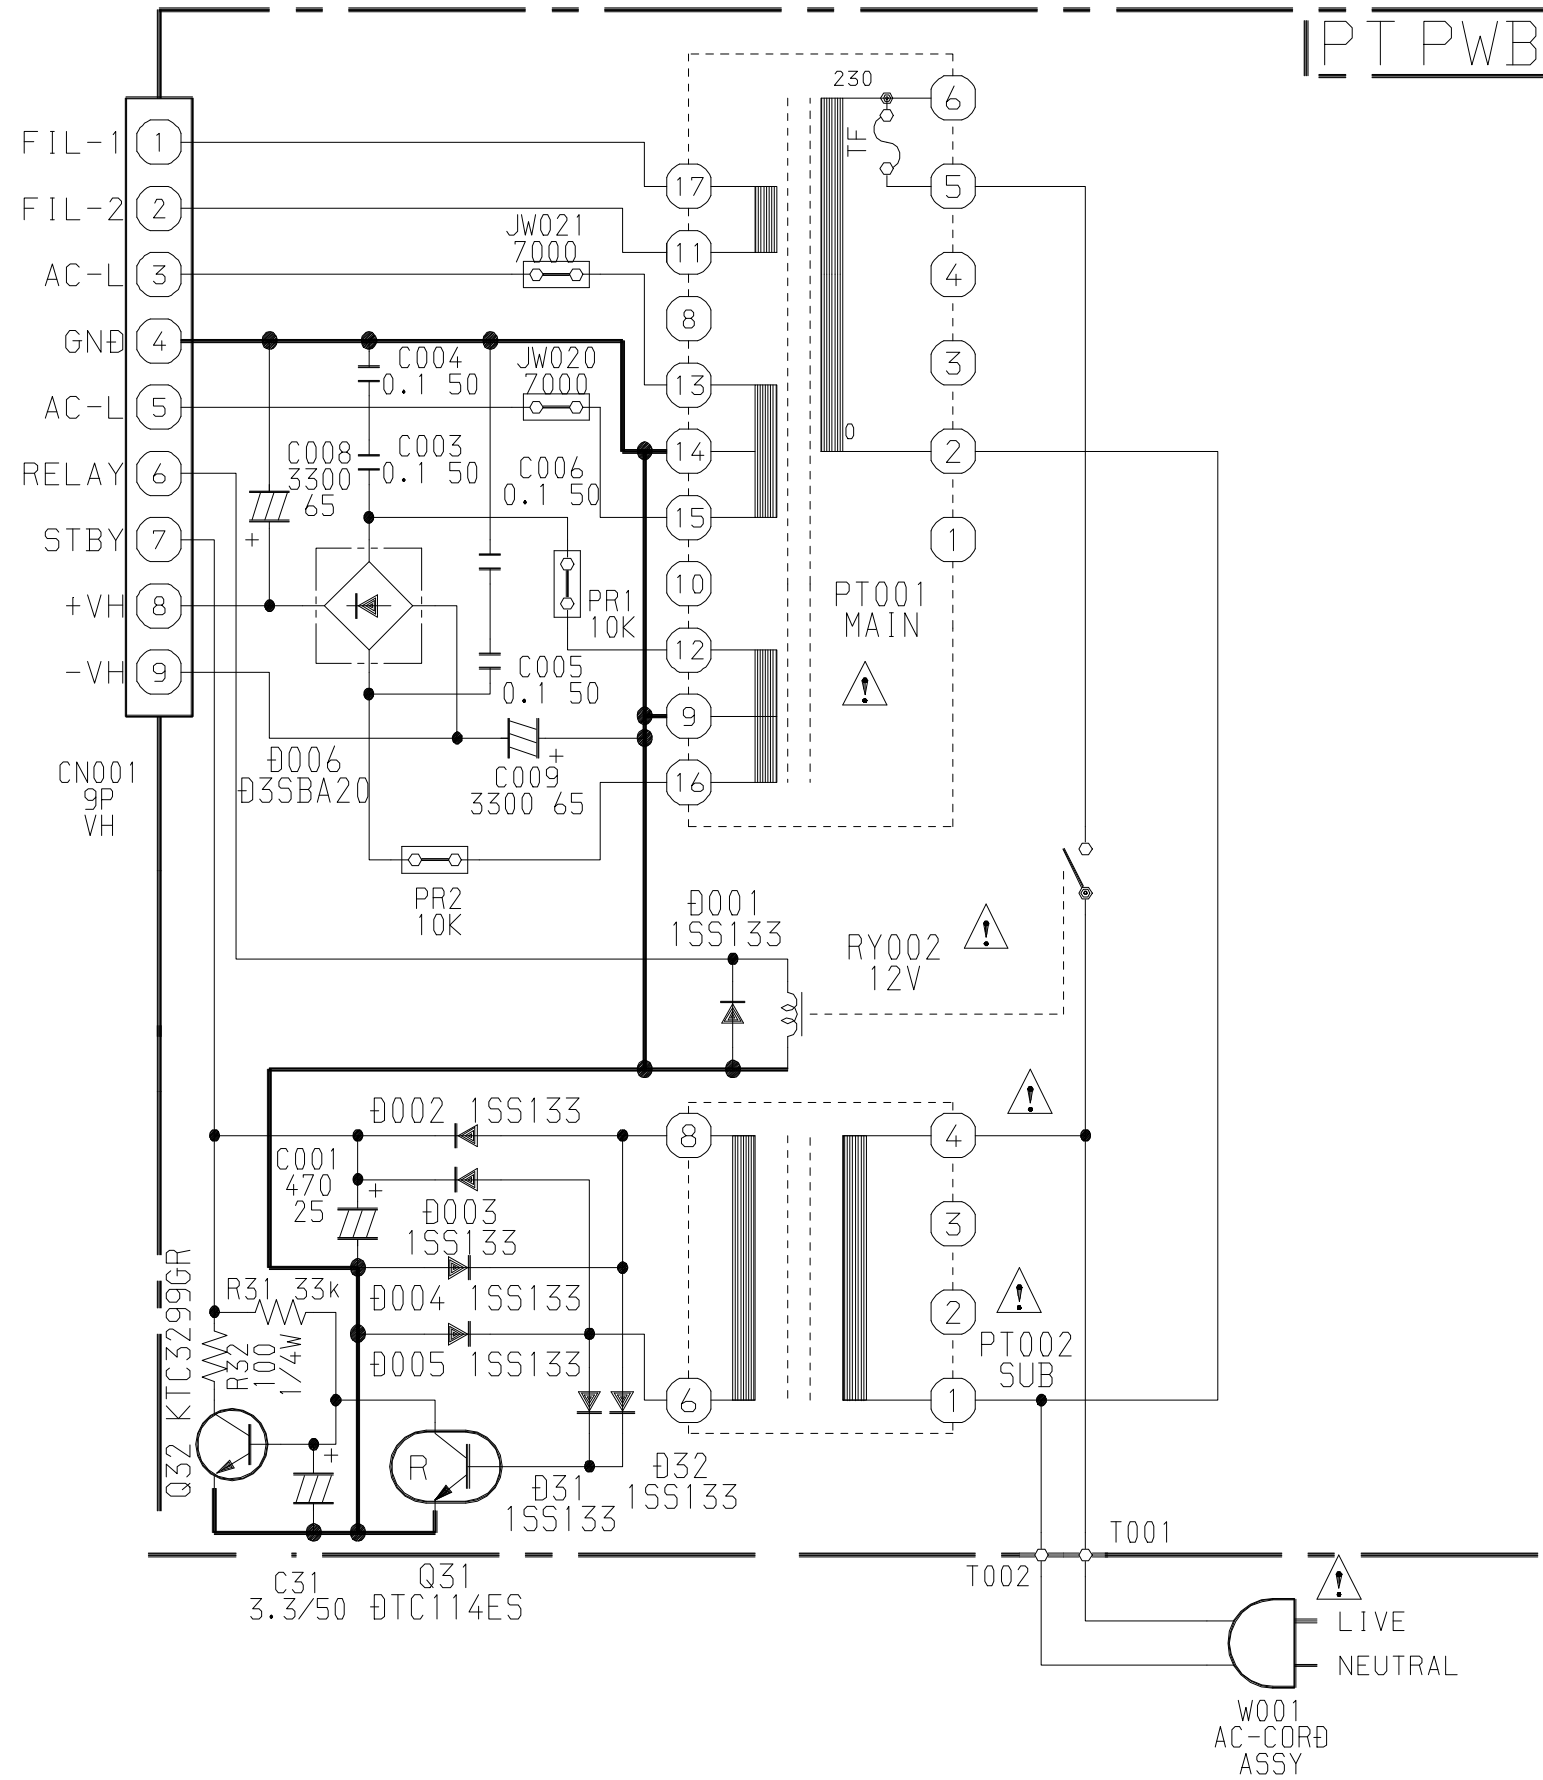 PT PWB
230
6
FIL-1
1
TF
17
5
FIL-2
2
JW021
7000
11
AC-L
3
4
8
GND
4
C004
0.1 50
JW020
7000
3
13
AC-L
5
0
C008
3300
65
C003
0.1 50
C006
0.1 50
14
2
RELAY
6
15
STBY
7
+
1
10
PT001
MAIN
!
+VH
8
PR1
10K
12
-VH
9
C005
0.1 50
9
D006
D3SBA20
+
C009
3300 65
16
CN001
9P
VH
PR2
10K
D001
1SS133
RY002
12V
!
!
D002 1SS133
8
4
C001
470
25
+
D003
1SS133
3
R31 33k
D004 1SS133
!
2
Q32 KTC3299GR
R32
100
1/4W
D005 1SS133
PT002
SUB
6
1
+
R
D31
1SS133
D32
1SS133
T001
T002
C31
3.3/50
Q31
DTC114ES
!
LIVE
NEUTRAL
W001
AC-CORD
ASSY